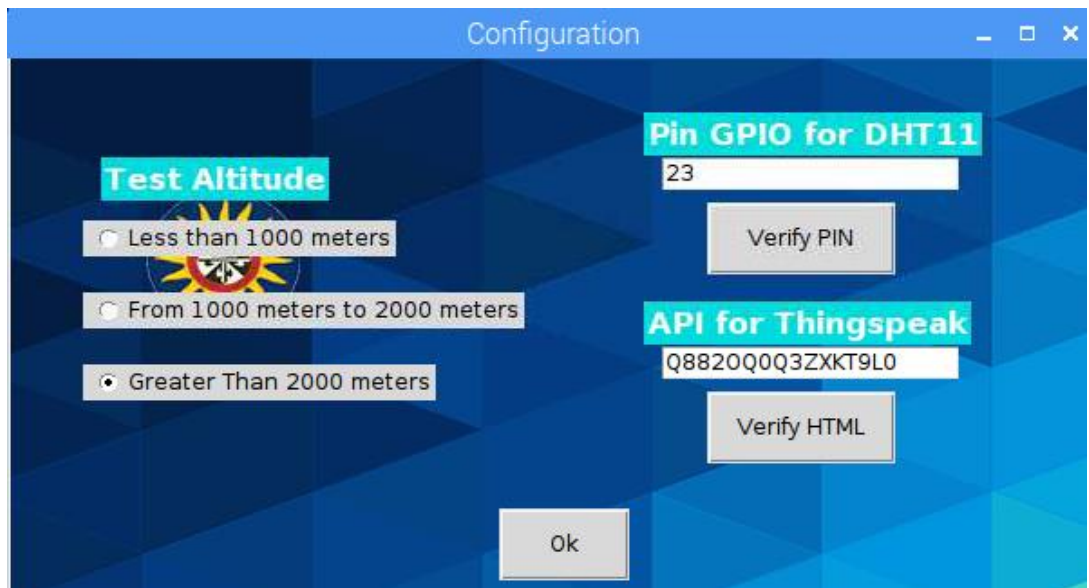 Configuration
Test Altitude
Less than 1000 meters
From 1000 meters to 2000 meters
Greater Than 2000 meters
Pin GPIO for DHT11
23
Verify PIN
API for Thingspeak
Q882OQ0Q3ZXKT9L0
Verify HTML
Ok